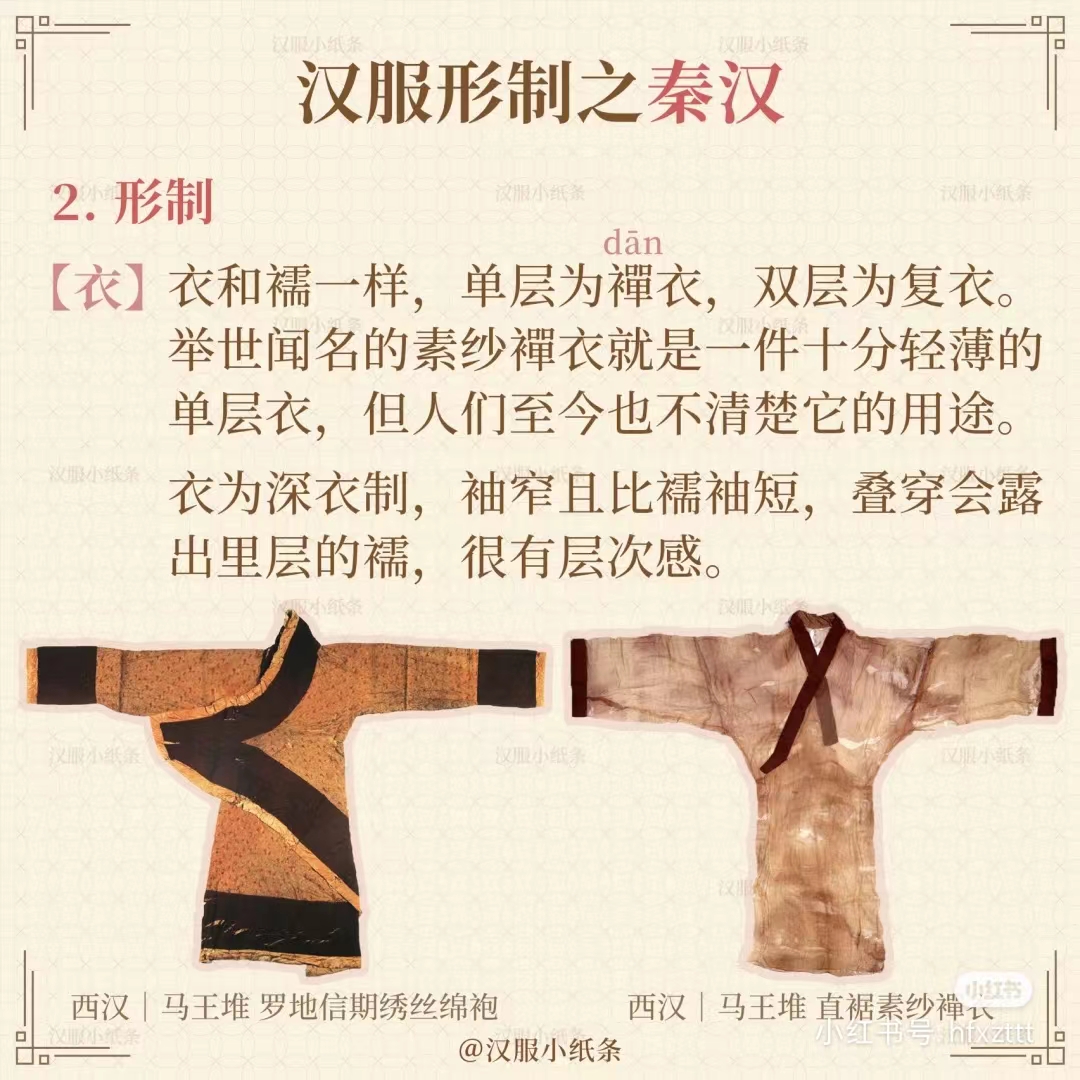 汉服形制之秦汉
2. 形制
dān
【衣】衣和襦一样，单层为襌衣，双层为复衣。
举世闻名的素纱襌衣就是一件十分轻薄的
单层衣，但人们至今也不清楚它的用途。
衣为深衣制，袖窄且比襦袖短，叠穿会露
出里层的襦，很有层次感。
西汉｜马王堆 罗地信期绣丝绵袍
西汉｜马王堆 直裾素纱襌衣
小红书
小红书号 hfxzttt
@汉服小纸条
汉服小纸条